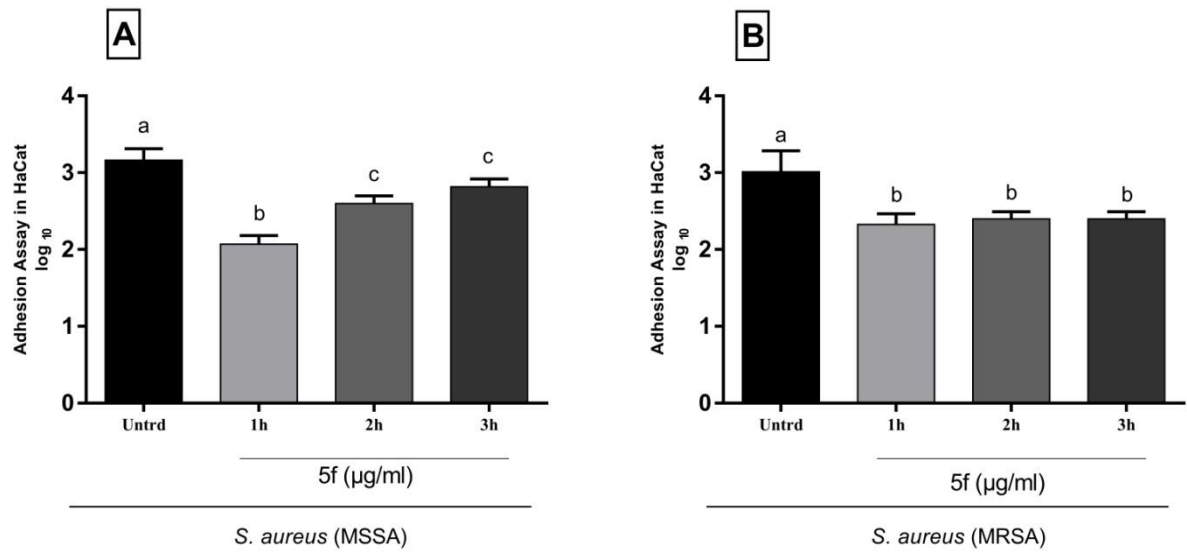 A
Adhesion Assay in HaCat
log 10
4
3
2
1
0
a
b
c
c
Untrd
1h
2h
3h
5f (µg/ml)
S. aureus (MSSA)
B
Adhesion Assay in HaCat
log 10
4
3
2
1
0
a
b
b
b
Untrd
1h
2h
3h
5f (µg/ml)
S. aureus (MRSA)